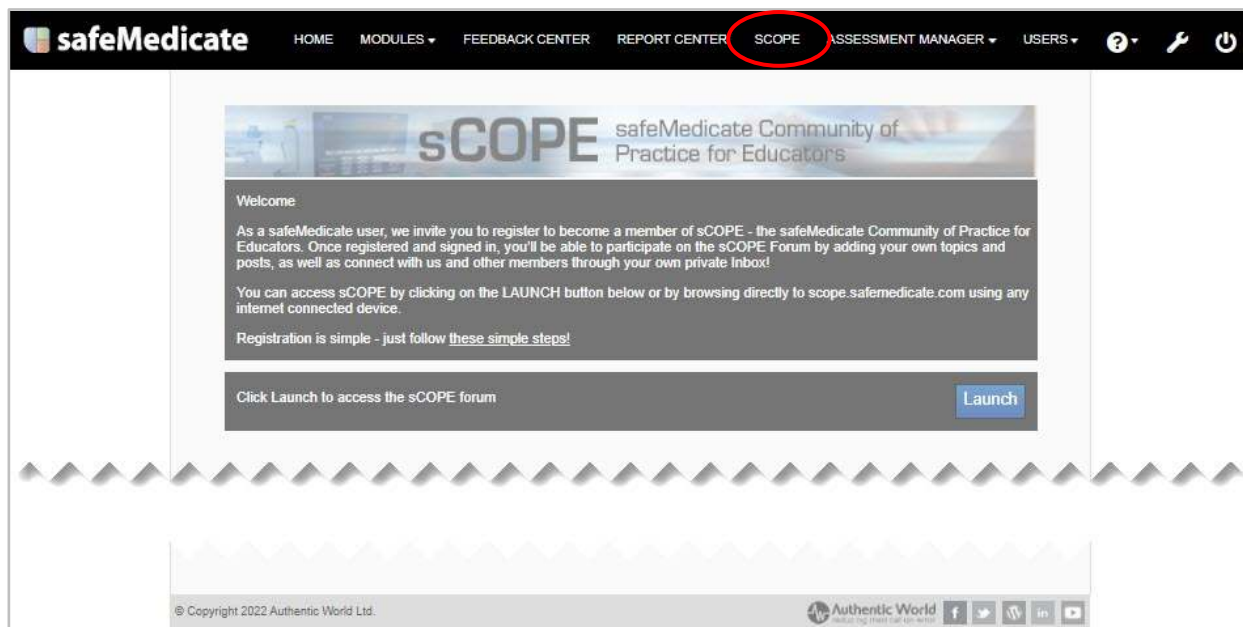 safeMedicate HOME MODULES FEEDBACK CENTER REPORT CENTER SCOPE ASSESSMENT MANAGER USERS ?
sCOPE safeMedicate Community of
Practice for Educators
Welcome
As a safeMedicate user, we invite you to register to become a member of sCOPE - the safeMedicate Community of Practice for
Educators. Once registered and signed in, you'll be able to participate on the sCOPE Forum by adding your own topics and
posts, as well as connect with us and other members through your own private Inbox!
You can access sCOPE by clicking on the LAUNCH button below or by browsing directly to scope.safemedicate.com using any
internet connected device.
Registration is simple - just follow these simple steps!
Click Launch to access the sCOPE forum Launch
© Copyright 2022 Authentic World Ltd. Authentic World
reducing medication error